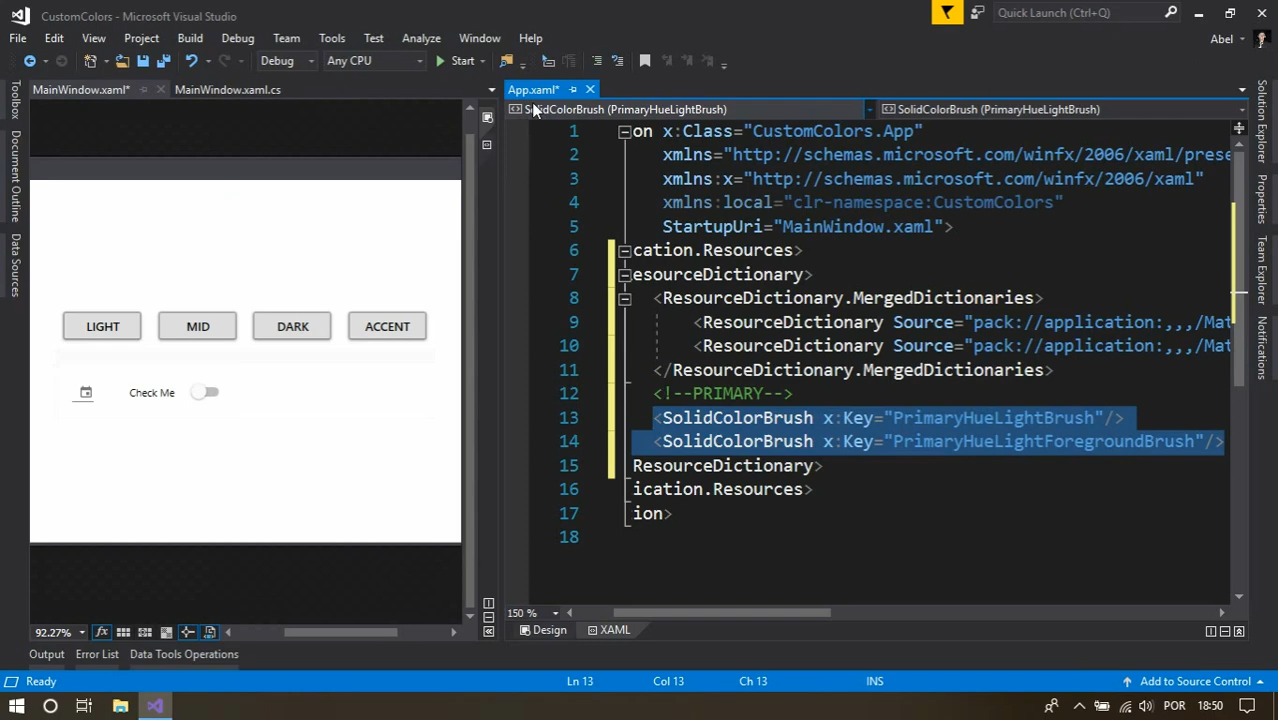 CustomColors - Microsoft Visual Studio
Quick Launch (Ctrl+Q)
File Edit View Project Build Debug Team Tools Test Analyze Window Help
Abel
Debug Any CPU Start
MainWindow.xaml* MainWindow.xaml.cs
App.xaml*
SolidColorBrush (PrimaryHueLightBrush) SolidColorBrush (PrimaryHueLightBrush)
Toolbox
Document Outline
Data Sources
LIGHT MID DARK ACCENT
Check Me
1 on x:Class="CustomColors.App"
2 xmlns="http://schemas.microsoft.com/winfx/2006/xaml/prese
3 xmlns:x="http://schemas.microsoft.com/winfx/2006/xaml"
4 xmlns:local="clr-namespace:CustomColors"
5 StartupUri="MainWindow.xaml">
6 cation.Resources>
7 esourceDictionary>
8 <ResourceDictionary.MergedDictionaries>
9 <ResourceDictionary Source="pack://application:,,,/Mat
10 <ResourceDictionary Source="pack://application:,,,/Mat
11 </ResourceDictionary.MergedDictionaries>
12 <!--PRIMARY-->
13 <SolidColorBrush x:Key="PrimaryHueLightBrush"/>
14 <SolidColorBrush x:Key="PrimaryHueLightForegroundBrush"/>
15 ResourceDictionary>
16 ication.Resources>
17 ion>
18
Solution Explorer
Properties
Team Explorer
Notifications
150 %
92.27% fx
Design XAML
Output Error List Data Tools Operations
Ready Ln 13 Col 13 Ch 13 INS Add to Source Control
POR 18:50